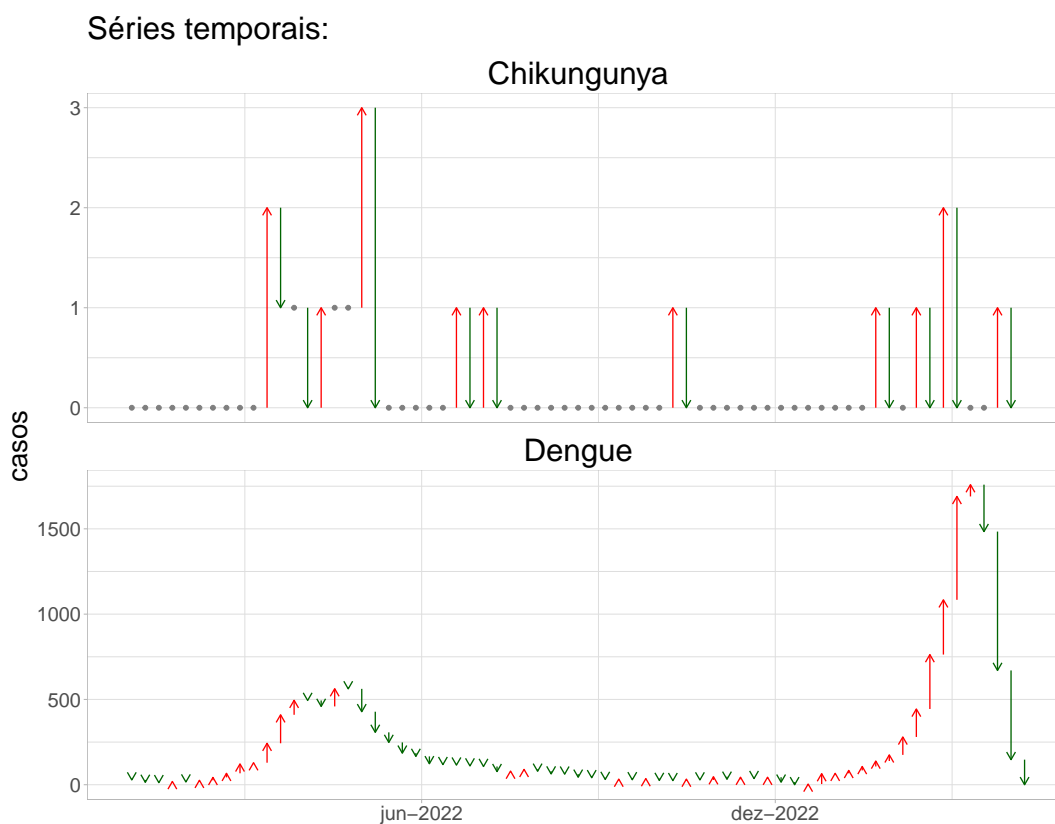 Séries temporais:
Chikungunya
3
2
1
0
casos
Dengue
1500
1000
500
0
jun−2022
dez−2022